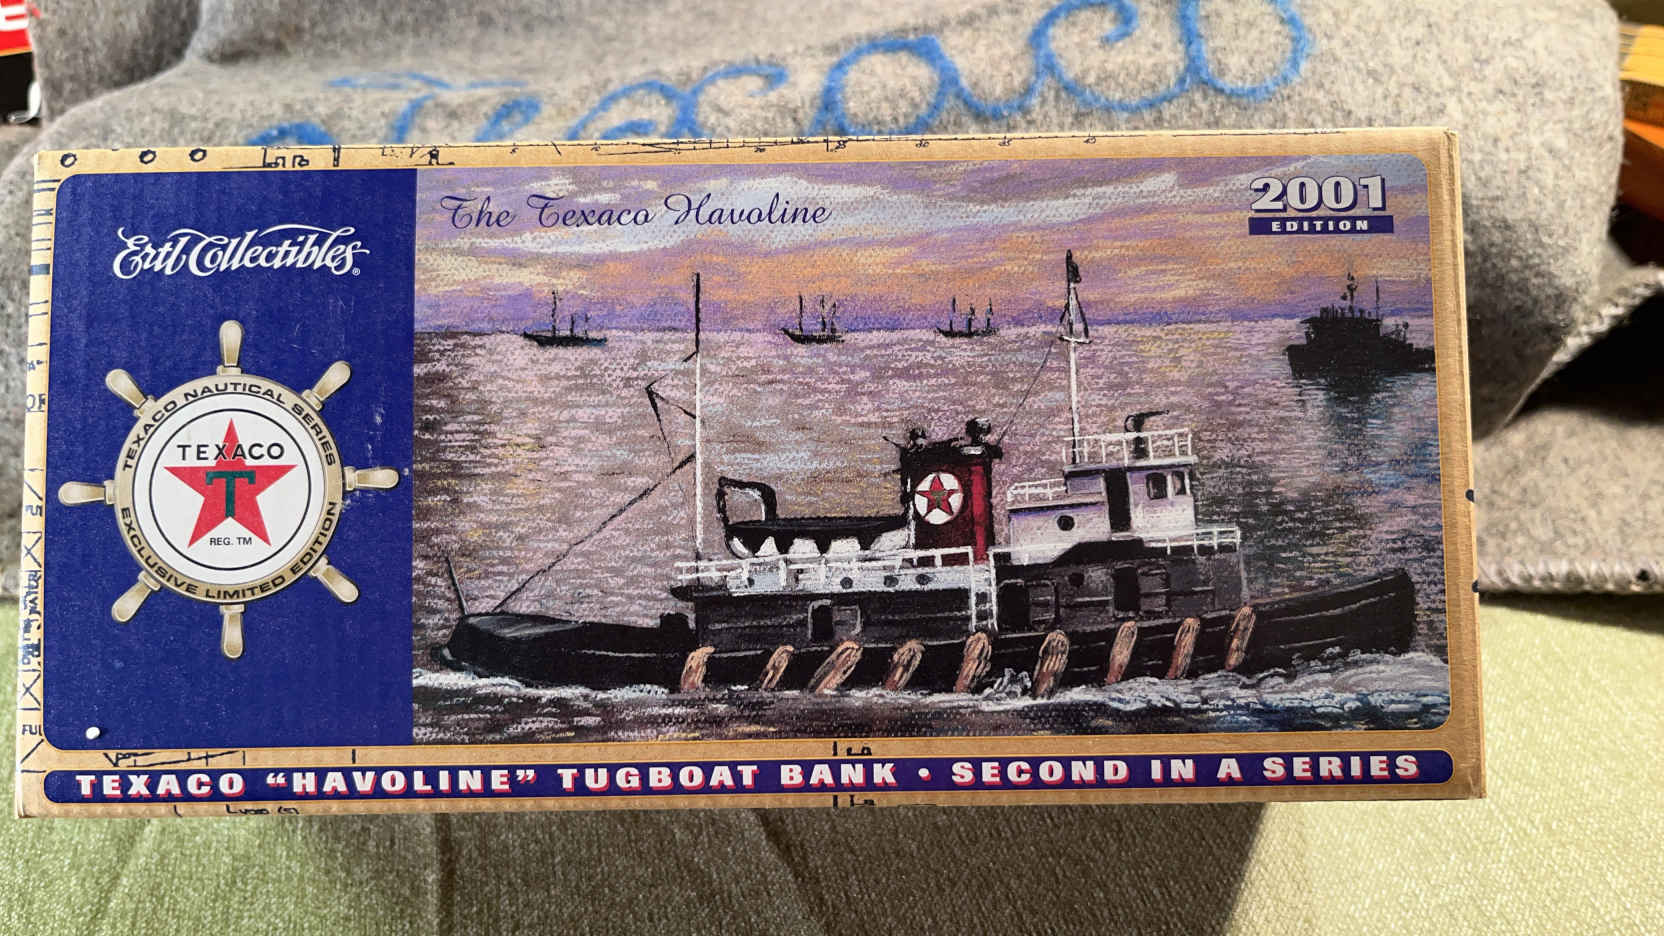 Texaco
The Texaco Havoline
2001
EDITION
Ertl Collectibles®
TEXACO NAUTICAL SERIES
TEXACO
T
REG. TM
EXCLUSIVE LIMITED EDITION
TEXACO “HAVOLINE” TUGBOAT BANK • SECOND IN A SERIES